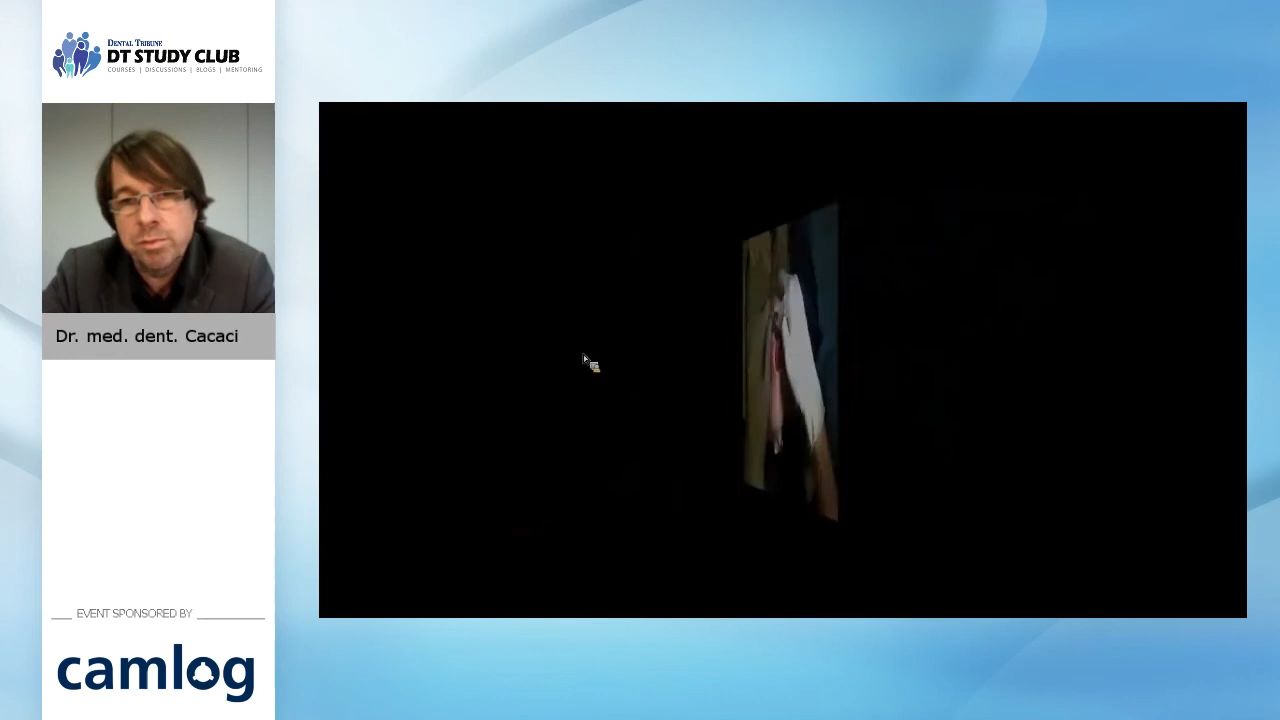 DENTAL TRIBUNE
DT STUDY CLUB
COURSES | DISCUSSIONS | BLOGS | MENTORING
Dr. med. dent. Cacaci
EVENT SPONSORED BY
camlog